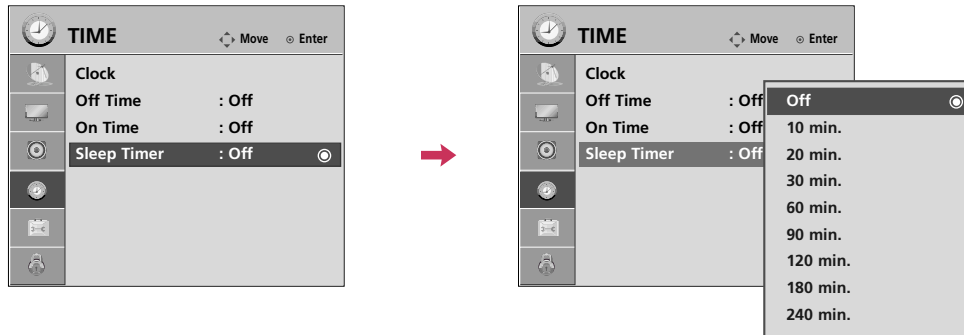 TIME
Move Enter
Clock
Off Time : Off
On Time : Off
Sleep Timer : Off
TIME
Move Enter
Clock
Off Time : Off
On Time : Off
Sleep Timer : Off
Off
10 min.
20 min.
30 min.
60 min.
90 min.
120 min.
180 min.
240 min.